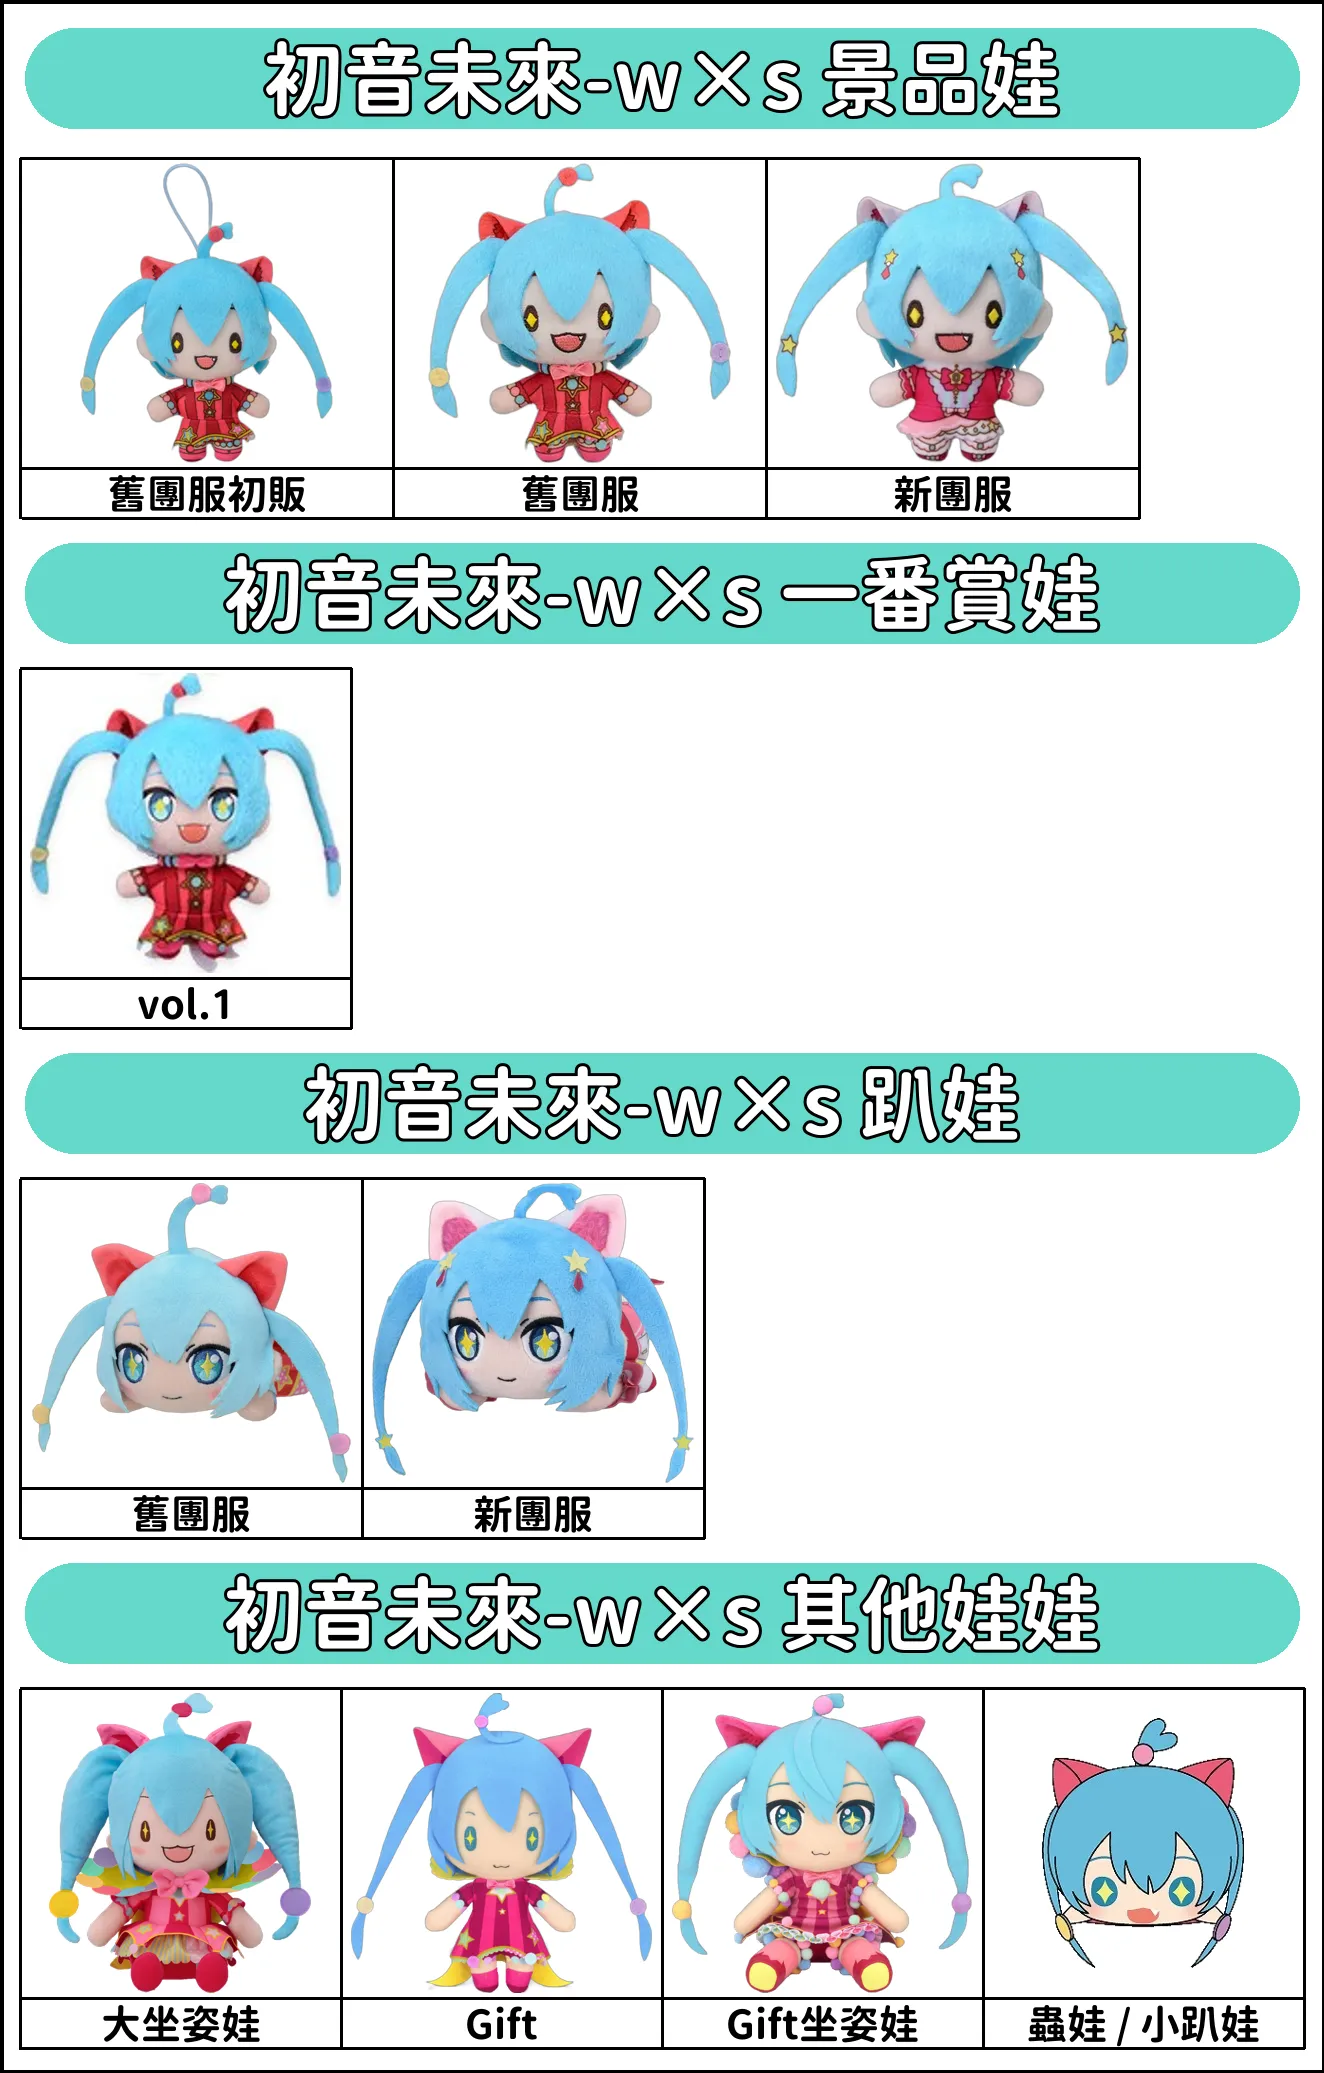 初音未來-w×s 景品娃
舊團服初販
舊團服
新團服
初音未來-w×s 一番賞娃
vol.1
初音未來-w×s 趴娃
舊團服
新團服
初音未來-w×s 其他娃娃
大坐姿娃
Gift
Gift坐姿娃
蟲娃 / 小趴娃